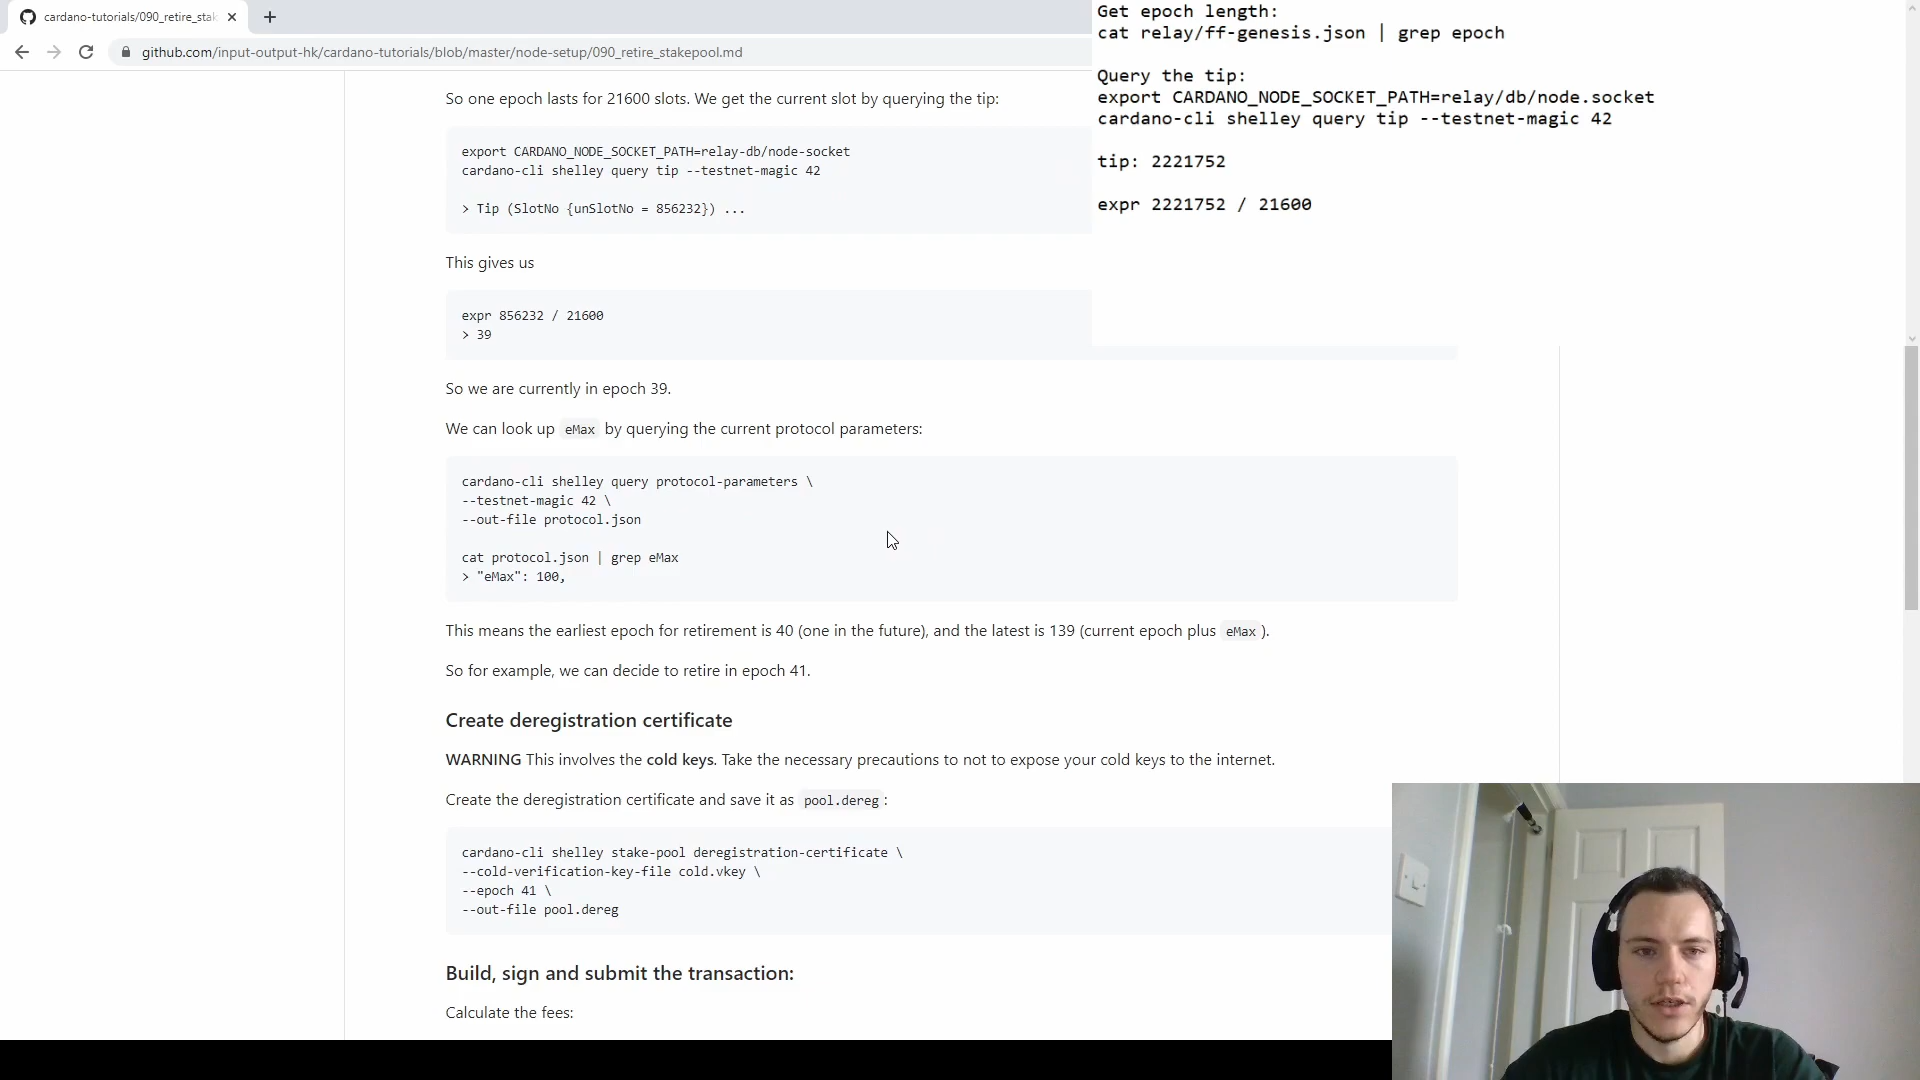 cardano-tutorials/090_retire_stak
github.com/input-output-hk/cardano-tutorials/blob/master/node-setup/090_retire_stakepool.md
So one epoch lasts for 21600 slots. We get the current slot by querying the tip:
export CARDANO_NODE_SOCKET_PATH=relay-db/node-socket
cardano-cli shelley query tip --testnet-magic 42
> Tip (SlotNo {unSlotNo = 856232}) ...
This gives us
expr 856232 / 21600
> 39
So we are currently in epoch 39.
We can look up eMax by querying the current protocol parameters:
cardano-cli shelley query protocol-parameters \
--testnet-magic 42 \
--out-file protocol.json
cat protocol.json | grep eMax
> "eMax": 100,
This means the earliest epoch for retirement is 40 (one in the future), and the latest is 139 (current epoch plus eMax ).
So for example, we can decide to retire in epoch 41.
Create deregistration certificate
WARNING This involves the cold keys. Take the necessary precautions to not to expose your cold keys to the internet.
Create the deregistration certificate and save it as pool.dereg :
cardano-cli shelley stake-pool deregistration-certificate \
--cold-verification-key-file cold.vkey \
--epoch 41 \
--out-file pool.dereg
Build, sign and submit the transaction:
Calculate the fees:
Get epoch length:
cat relay/ff-genesis.json | grep epoch
Query the tip:
export CARDANO_NODE_SOCKET_PATH=relay/db/node.socket
cardano-cli shelley query tip --testnet-magic 42
tip: 2221752
expr 2221752 / 21600